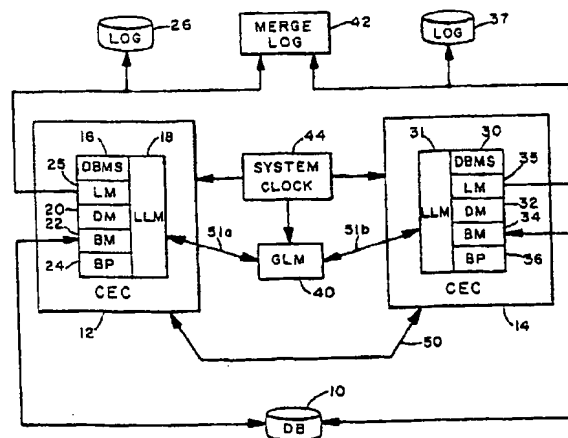 26
LOG
MERGE
LOG
42
37
LOG
16
18
DBMS
25
LM
20
DM
22
BM
24
BP
LLM
CEC
12
44
SYSTEM
CLOCK
51a
51b
GLM
40
31
30
DBMS
35
LM
32
DM
34
BM
BP
36
LLM
CEC
14
50
10
DB